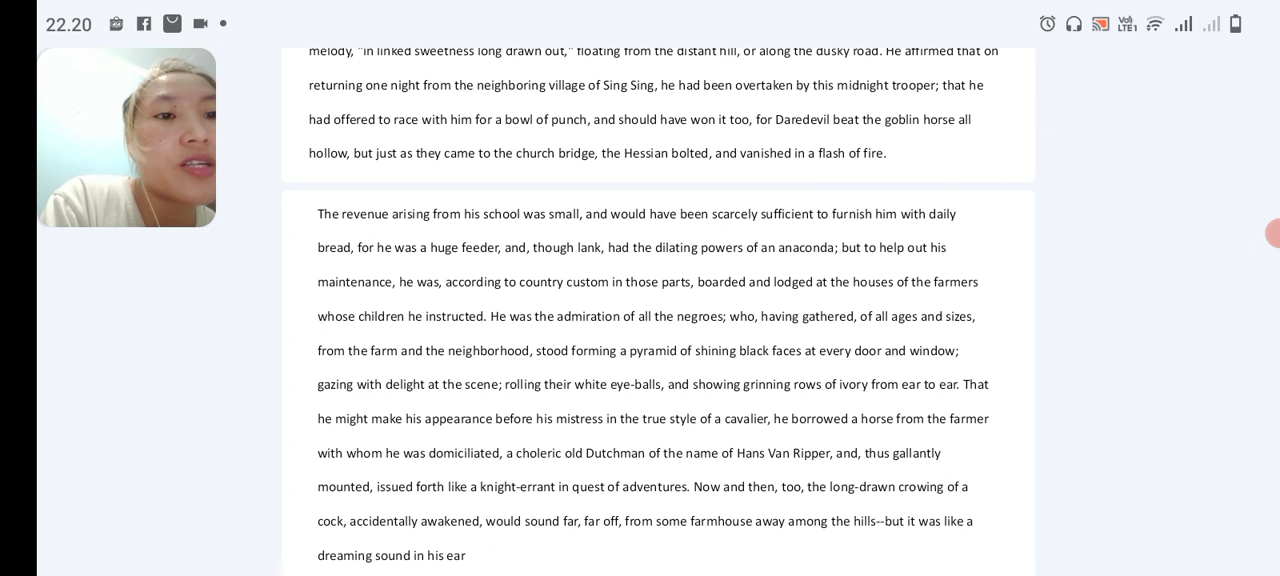 22.20
VoD
LTE1
melody, "in linked sweetness long drawn out," floating from the distant hill, or along the dusky road. He affirmed that on
returning one night from the neighboring village of Sing Sing, he had been overtaken by this midnight trooper; that he
had offered to race with him for a bowl of punch, and should have won it too, for Daredevil beat the goblin horse all
hollow, but just as they came to the church bridge, the Hessian bolted, and vanished in a flash of fire.
The revenue arising from his school was small, and would have been scarcely sufficient to furnish him with daily
bread, for he was a huge feeder, and, though lank, had the dilating powers of an anaconda; but to help out his
maintenance, he was, according to country custom in those parts, boarded and lodged at the houses of the farmers
whose children he instructed. He was the admiration of all the negroes; who, having gathered, of all ages and sizes,
from the farm and the neighborhood, stood forming a pyramid of shining black faces at every door and window;
gazing with delight at the scene; rolling their white eye-balls, and showing grinning rows of ivory from ear to ear. That
he might make his appearance before his mistress in the true style of a cavalier, he borrowed a horse from the farmer
with whom he was domiciliated, a choleric old Dutchman of the name of Hans Van Ripper, and, thus gallantly
mounted, issued forth like a knight-errant in quest of adventures. Now and then, too, the long-drawn crowing of a
cock, accidentally awakened, would sound far, far off, from some farmhouse away among the hills--but it was like a
dreaming sound in his ear